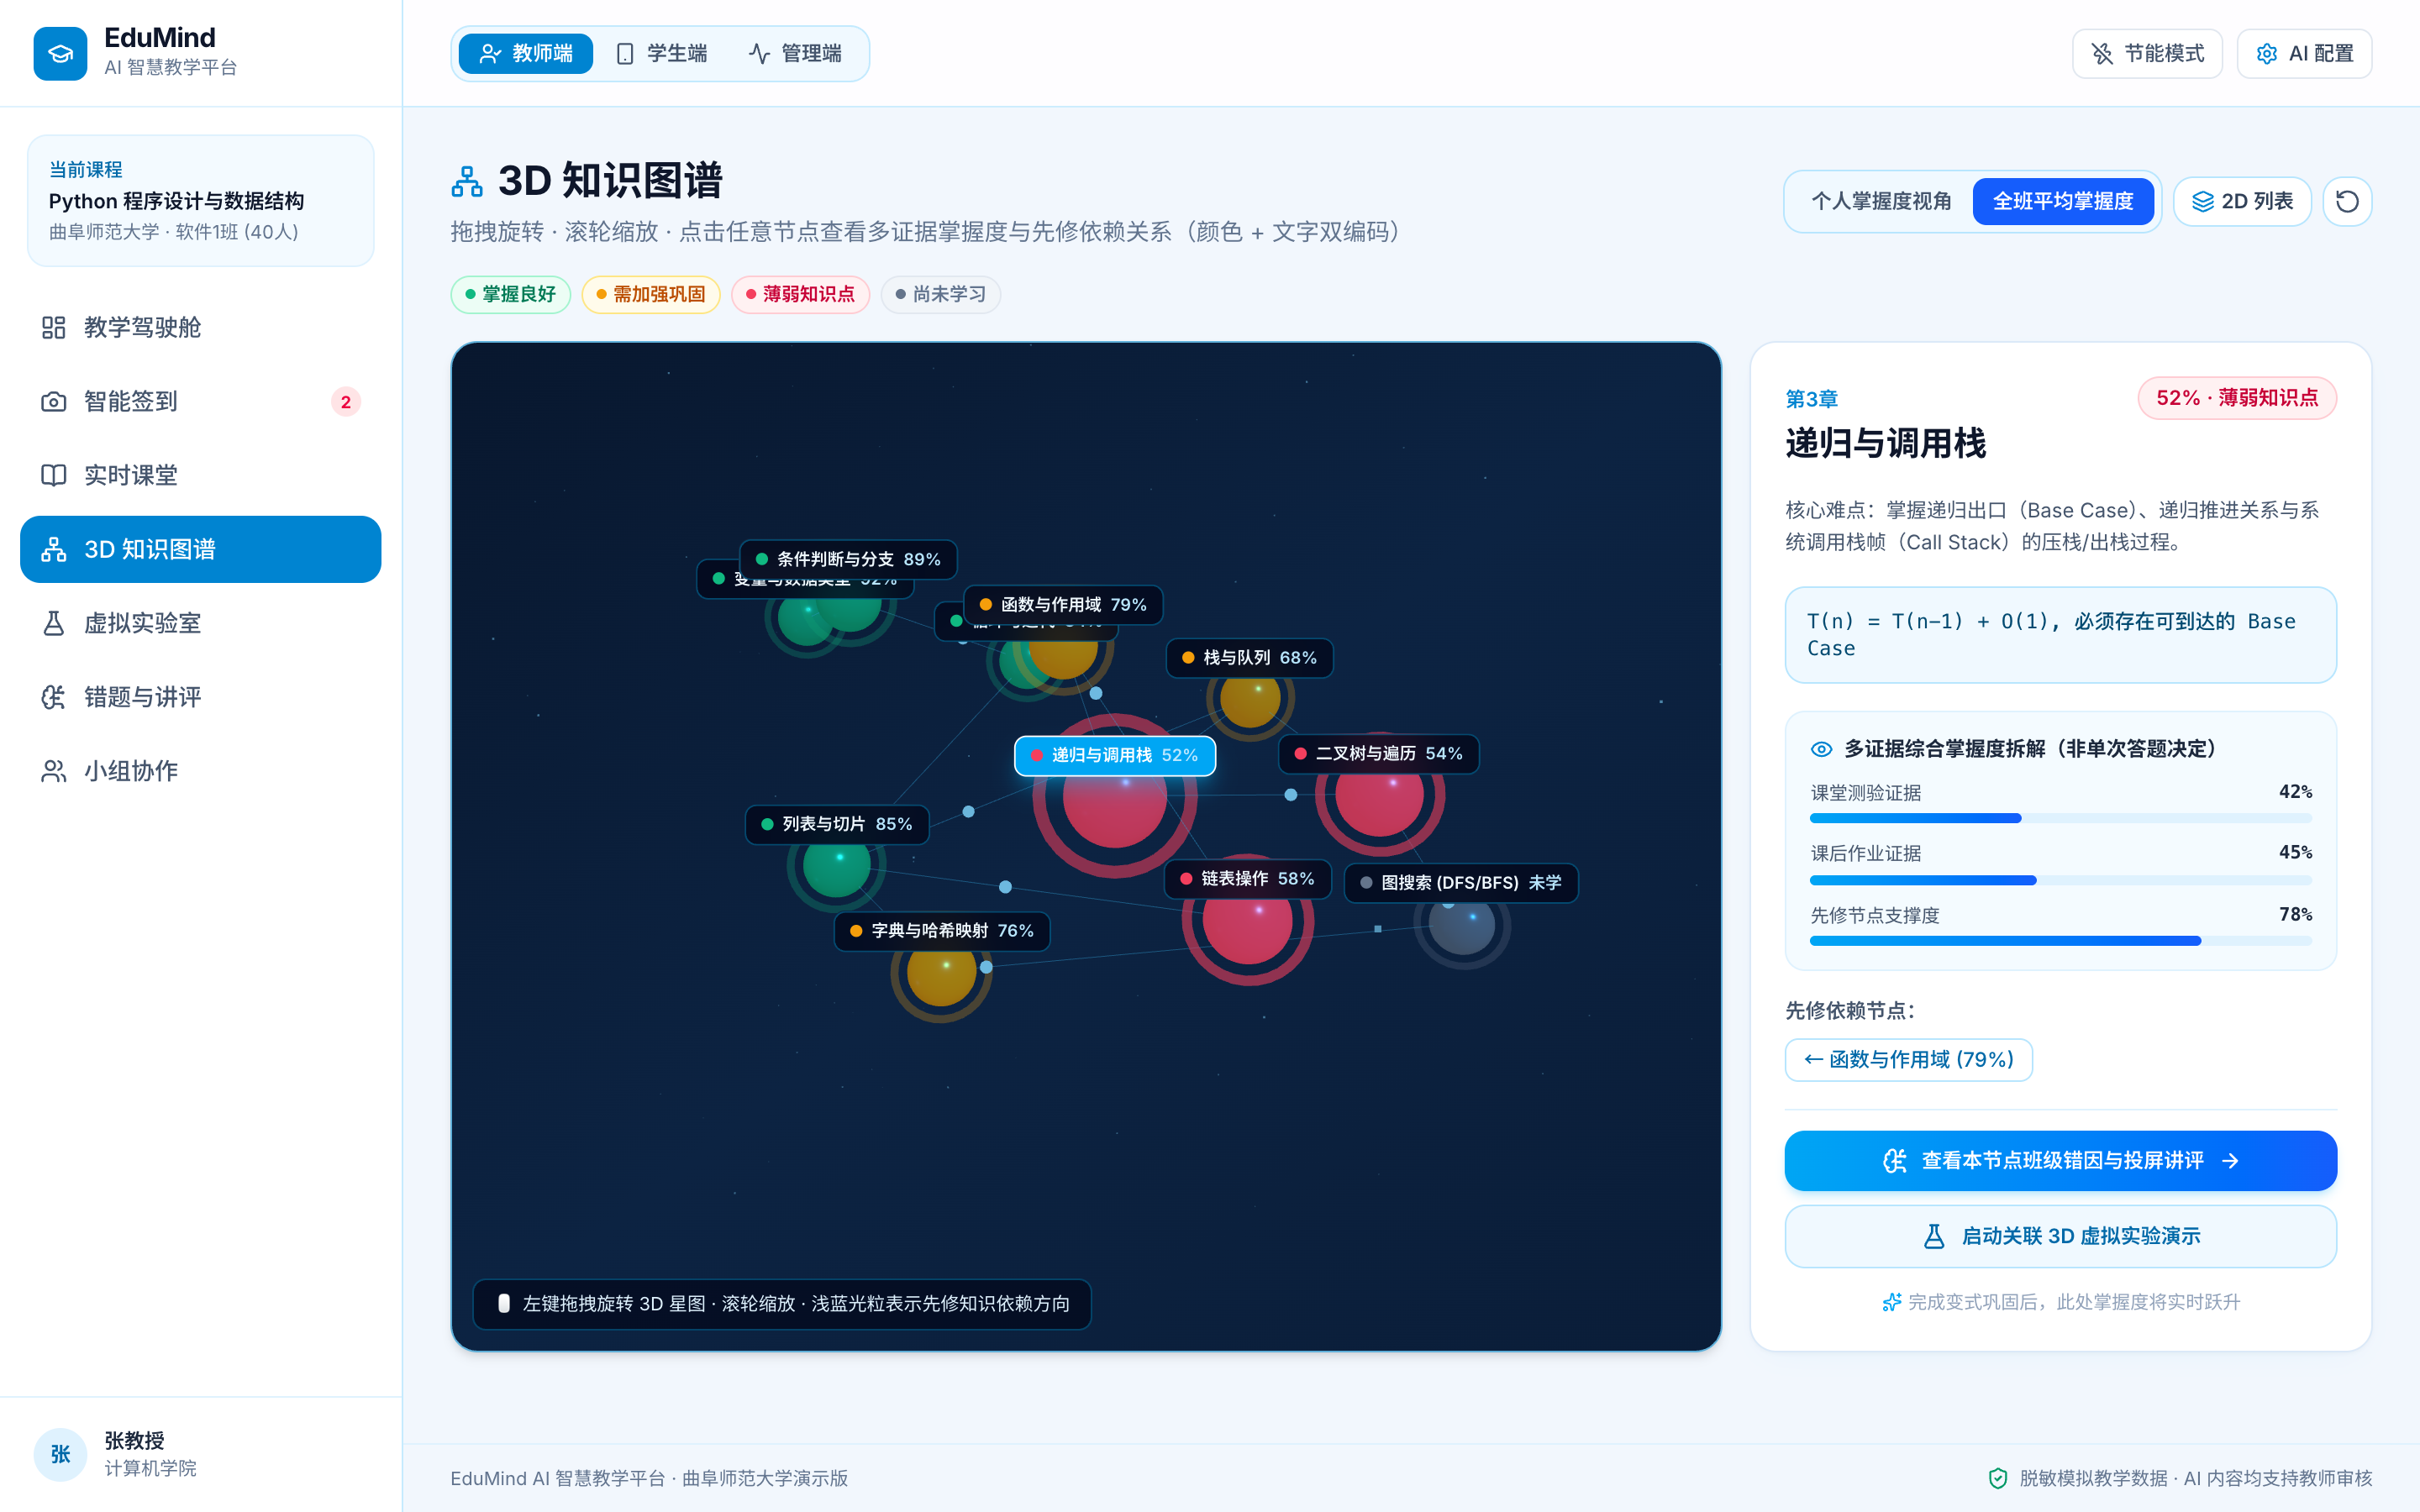 EduMind
AI 智慧教学平台
教师端
学生端
管理端
节能模式
AI 配置
当前课程
Python 程序设计与数据结构
曲阜师范大学 · 软件1班 (40人)
教学驾驶舱
智能签到
2
实时课堂
3D 知识图谱
虚拟实验室
错题与讲评
小组协作
张
张教授
计算机学院
3D 知识图谱
拖拽旋转 · 滚轮缩放 · 点击任意节点查看多证据掌握度与先修依赖关系（颜色 + 文字双编码）
个人掌握度视角
全班平均掌握度
2D 列表
掌握良好
需加强巩固
薄弱知识点
尚未学习
条件判断与分支 89%
变量与数据类型 92%
函数与作用域 79%
栈与队列 68%
递归与调用栈 52%
二叉树与遍历 54%
列表与切片 85%
链表操作 58%
图搜索 (DFS/BFS) 未学
字典与哈希映射 76%
左键拖拽旋转 3D 星图 · 滚轮缩放 · 浅蓝光粒表示先修知识依赖方向
第3章
52% · 薄弱知识点
递归与调用栈
核心难点：掌握递归出口（Base Case）、递归推进关系与系
统调用栈帧（Call Stack）的压栈/出栈过程。
T(n) = T(n−1) + O(1), 必须存在可到达的 Base
Case
多证据综合掌握度拆解（非单次答题决定）
课堂测验证据 42%
课后作业证据 45%
先修节点支撑度 78%
先修依赖节点：
← 函数与作用域 (79%)
查看本节点班级错因与投屏讲评 →
启动关联 3D 虚拟实验演示
完成变式巩固后，此处掌握度将实时跃升
EduMind AI 智慧教学平台 · 曲阜师范大学演示版
脱敏模拟教学数据 · AI 内容均支持教师审核